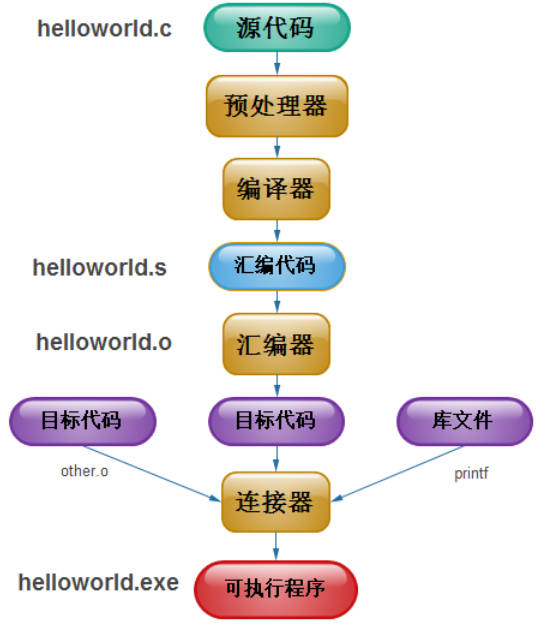 helloworld.c
源代码
预处理器
编译器
helloworld.s
汇编代码
helloworld.o
汇编器
目标代码
目标代码
库文件
other.o
printf
连接器
helloworld.exe
可执行程序